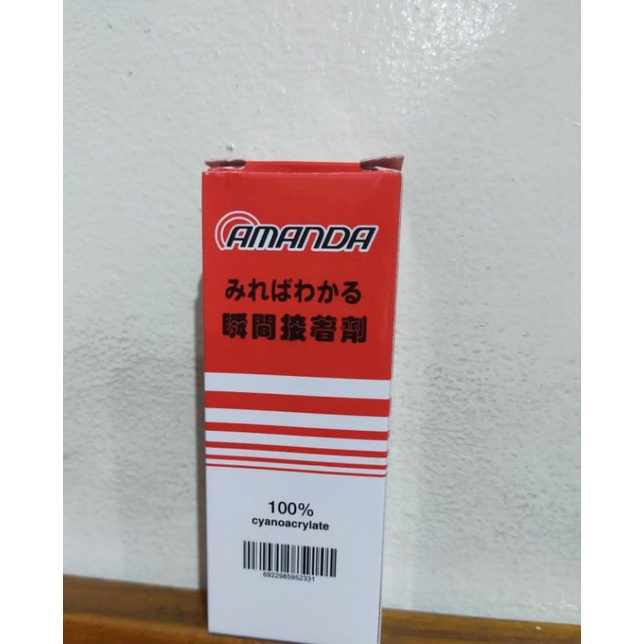 AMANDA
みればわかる
瞬間接着剤
100%
cyanoacrylate
6922985952331